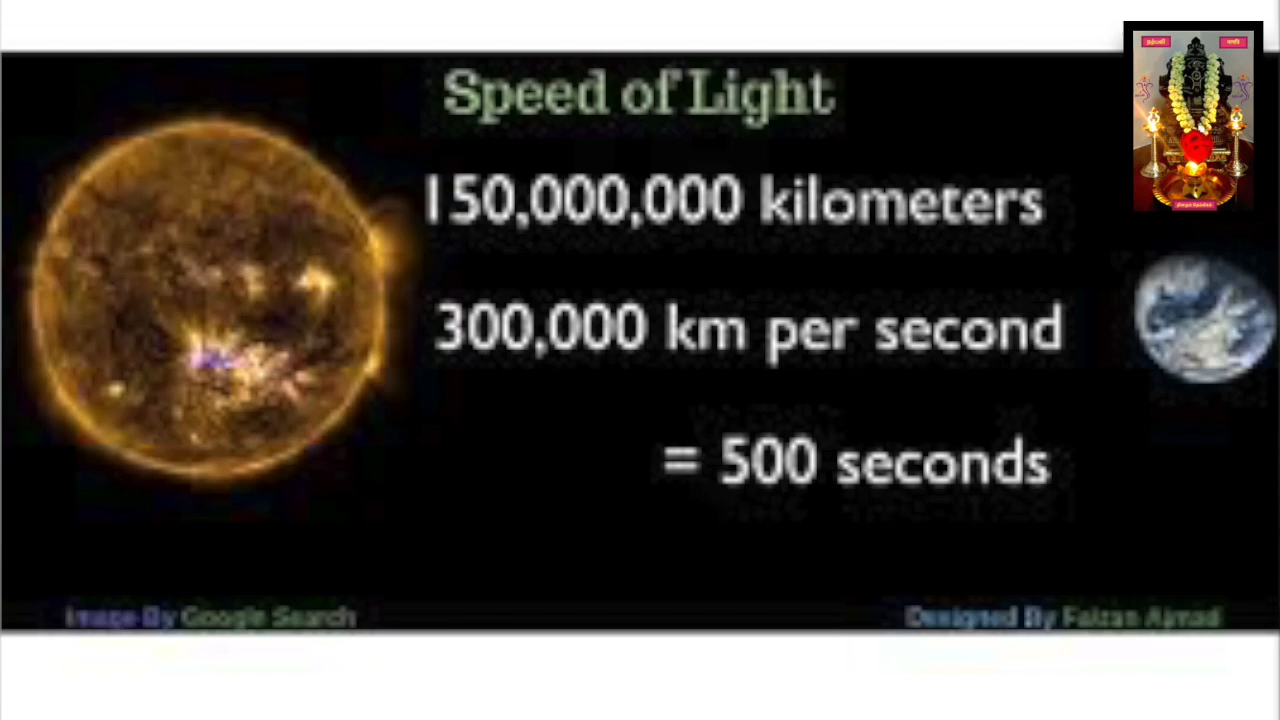 Speed of Light
150,000,000 kilometers
300,000 km per second
= 500 seconds
Image By Google Search
Designed By Faizan